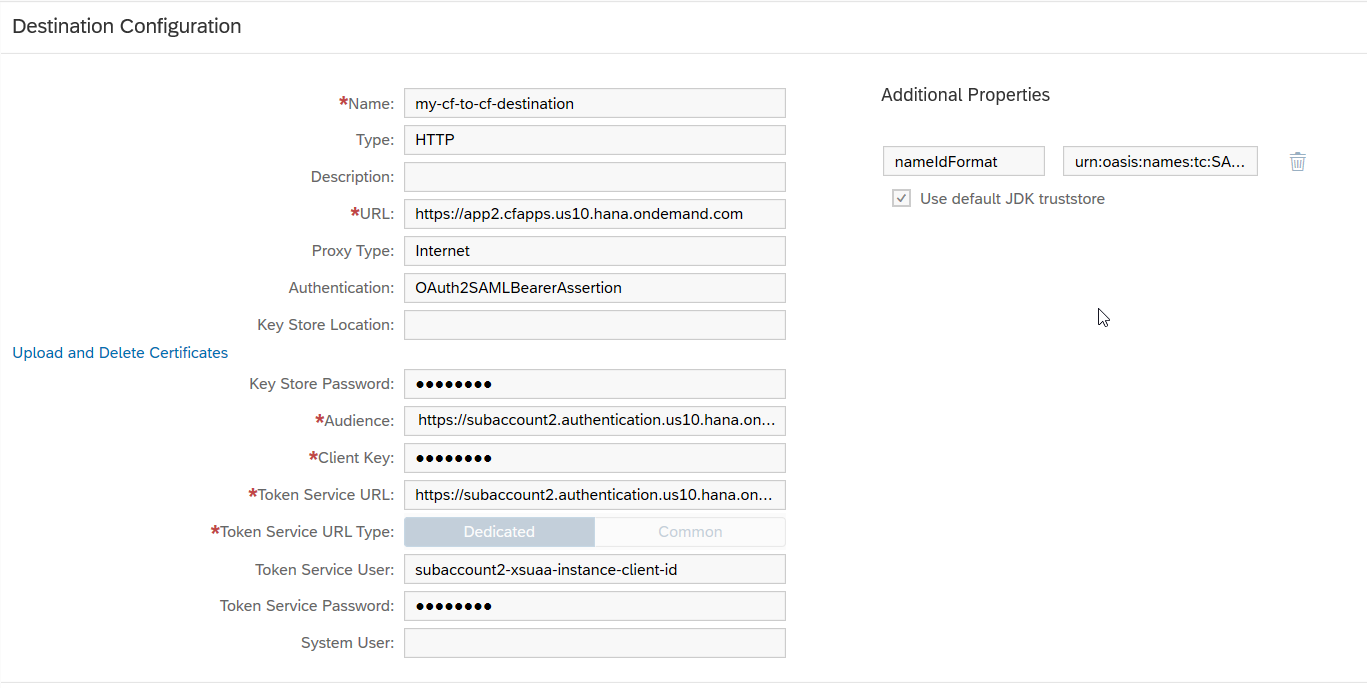 Destination Configuration
*Name: my-cf-to-cf-destination
Type: HTTP
Description:
*URL: https://app2.cfapps.us10.hana.ondemand.com
Proxy Type: Internet
Authentication: OAuth2SAMLBearerAssertion
Key Store Location:
Upload and Delete Certificates
Key Store Password: ●●●●●●●●
*Audience: https://subaccount2.authentication.us10.hana.on...
*Client Key: ●●●●●●●●
*Token Service URL: https://subaccount2.authentication.us10.hana.on...
*Token Service URL Type: Dedicated Common
Token Service User: subaccount2-xsuaa-instance-client-id
Token Service Password: ●●●●●●●●
System User:
Additional Properties
nameIdFormat urn:oasis:names:tc:SA...
Use default JDK truststore